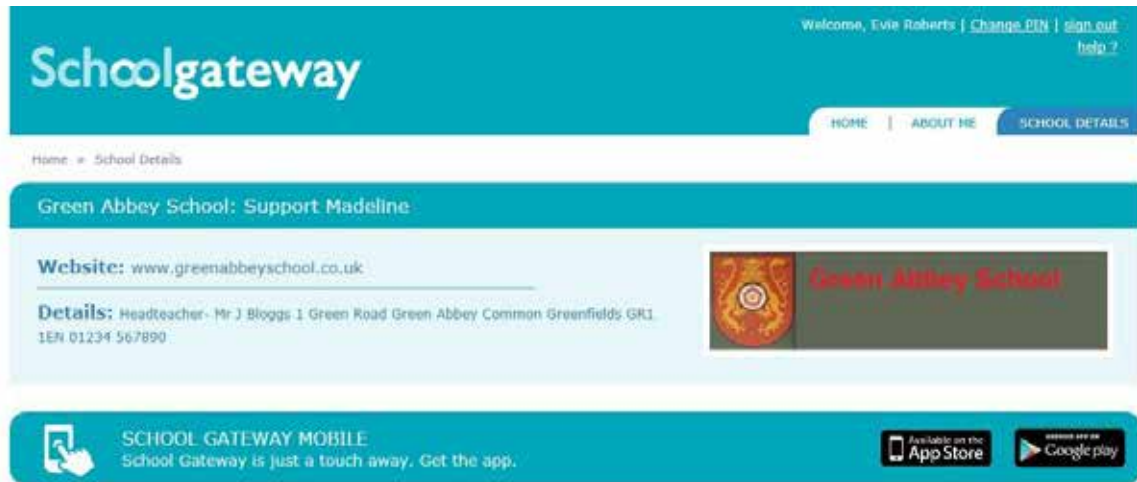 Welcome, Evie Roberts | Change PIN | sign out
help ?
Schoolgateway
HOME | ABOUT ME SCHOOL DETAILS
Home » School Details
Green Abbey School: Support Madeline
Website: www.greenabbeyschool.co.uk
Green Abbey School
Details: Headteacher- Mr J Bloggs 1 Green Road Green Abbey Common Greenfields GR1
1EN 01234 567890
SCHOOL GATEWAY MOBILE
School Gateway is just a touch away. Get the app.
Available on the
App Store
ANDROID APP ON
Google play